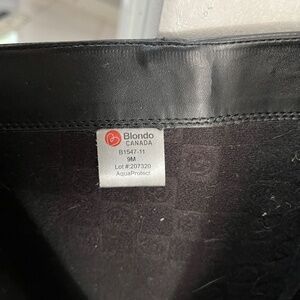 Blondo
CANADA
B1547-11
9M
Lot #:207320
AquaProtect